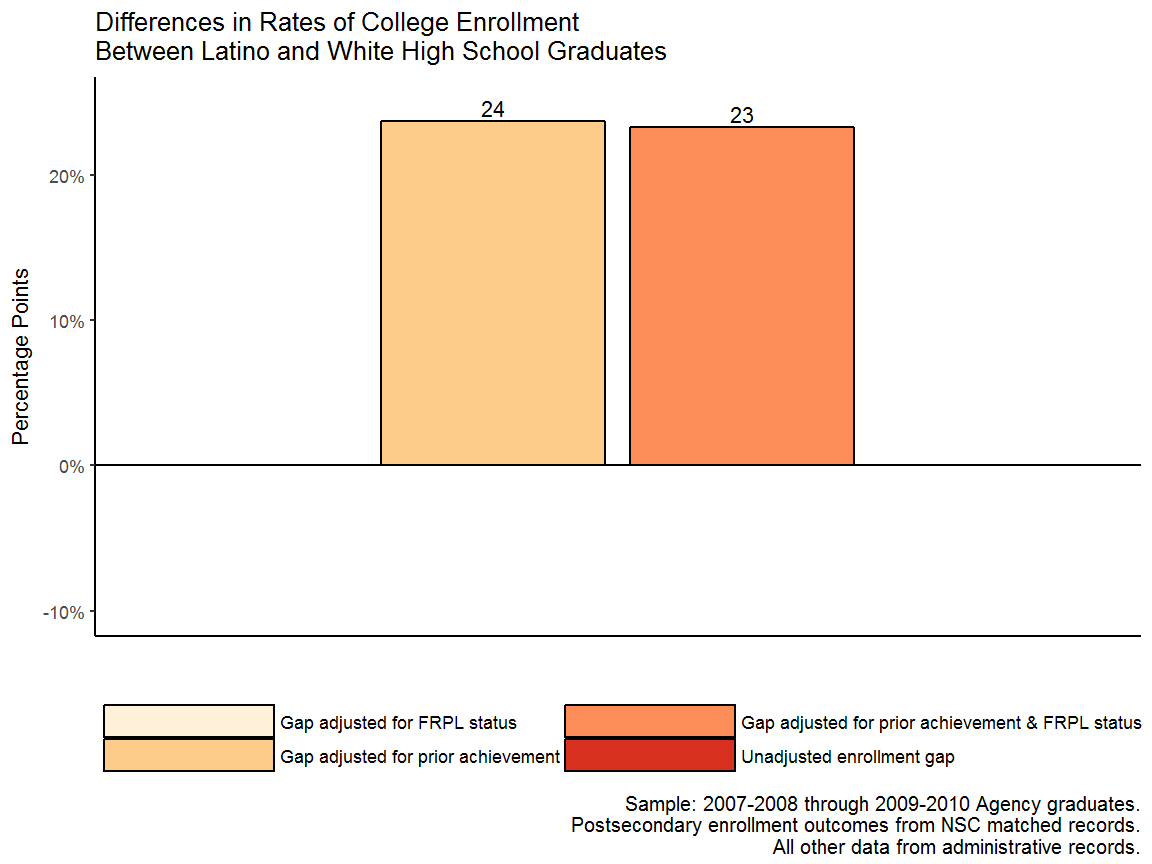 Differences in Rates of College Enrollment
Between Latino and White High School Graduates
24
23
20%
10%
0%
-10%
Percentage Points
Gap adjusted for FRPL status
Gap adjusted for prior achievement & FRPL status
Gap adjusted for prior achievement
Unadjusted enrollment gap
Sample: 2007-2008 through 2009-2010 Agency graduates.
Postsecondary enrollment outcomes from NSC matched records.
All other data from administrative records.